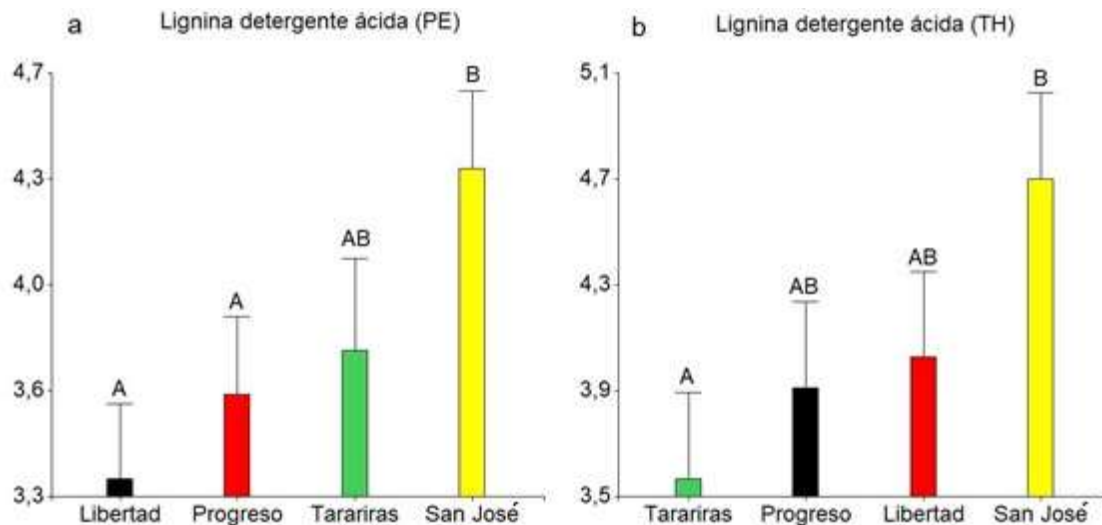 a
Lignina detergente ácida (PE)
4,7
4,3
4,0
3,6
3,3
A
A
AB
B
Libertad Progreso Tarariras San José
b
Lignina detergente ácida (TH)
5,1
4,7
4,3
3,9
3,5
A
AB
AB
B
Tarariras Progreso Libertad San José